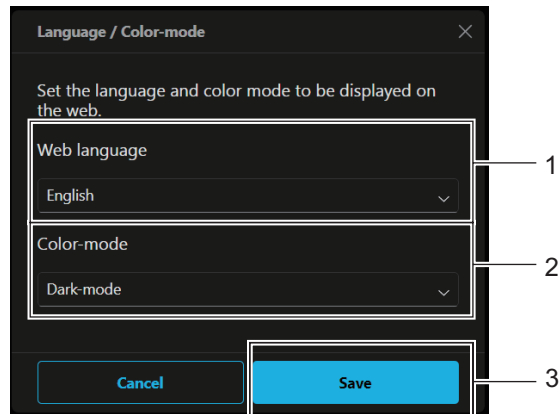 Language / Color-mode
Set the language and color mode to be displayed on
the web.
Web language
1
English
Color-mode
2
Dark-mode
Cancel
Save
3